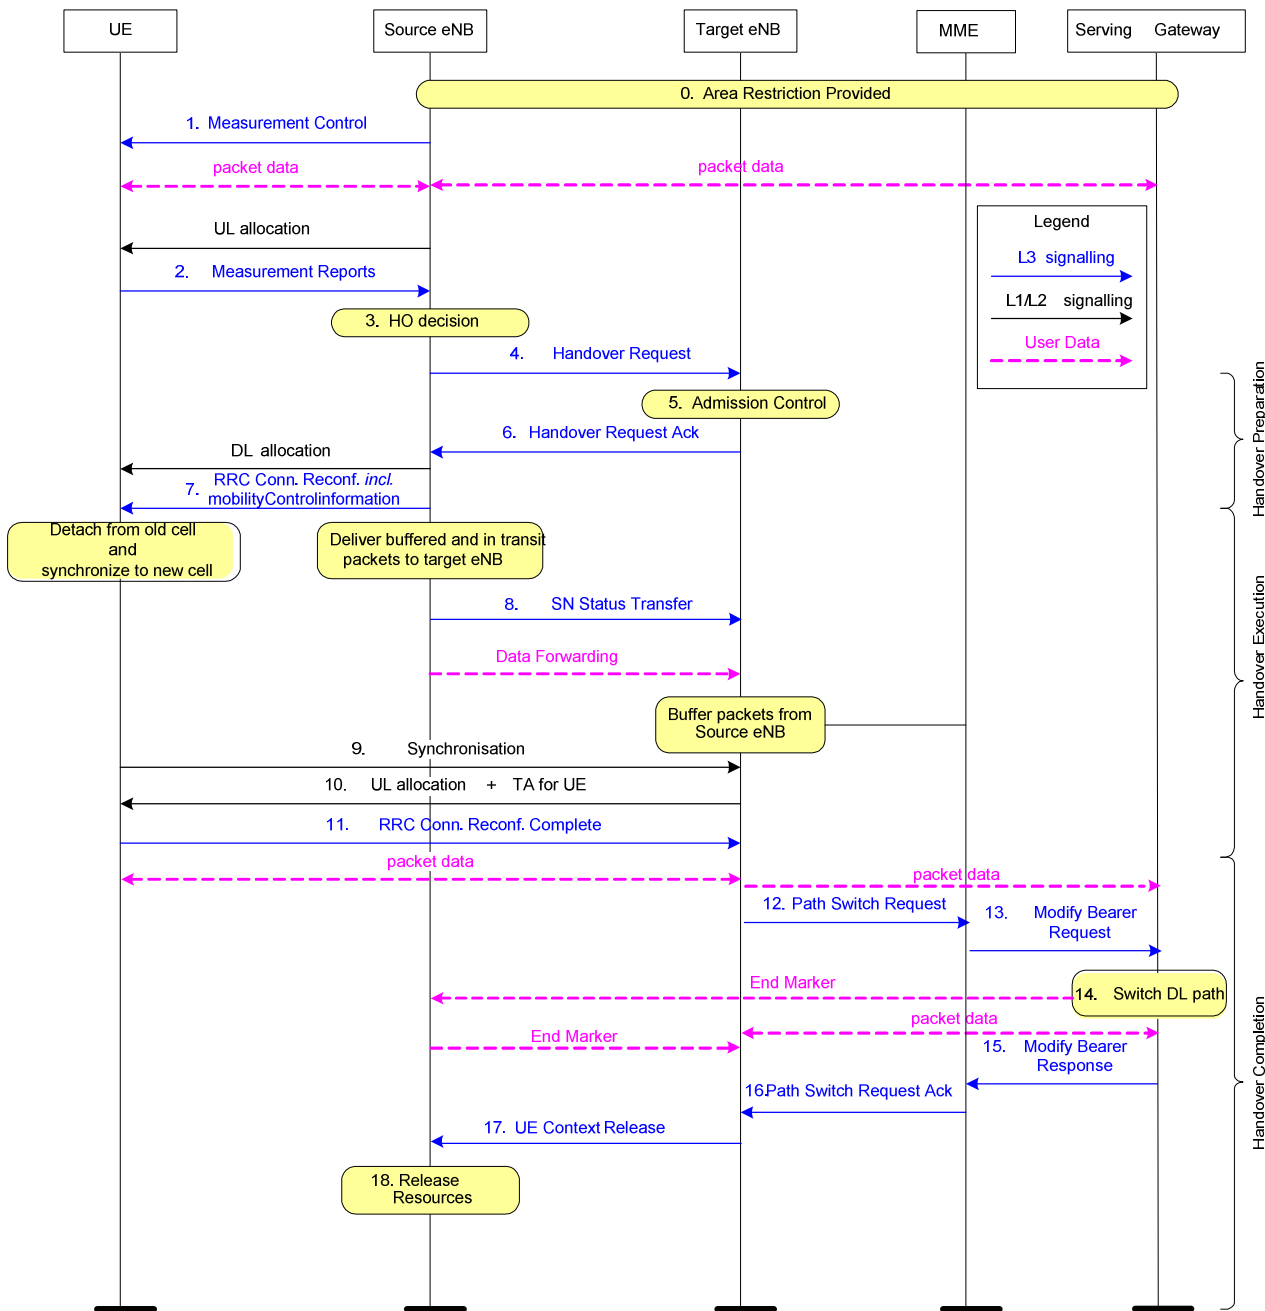 UE
Source eNB
Target eNB
MME
Serving Gateway
0. Area Restriction Provided
1. Measurement Control
packet data
packet data
Legend
L3 signalling
L1/L2 signalling
User Data
UL allocation
2. Measurement Reports
3. HO decision
4. Handover Request
5. Admission Control
6. Handover Request Ack
DL allocation
7. RRC Conn. Reconf. incl.
mobilityControlinformation
Handover Preparation
Detach from old cell
and
synchronize to new cell
Deliver buffered and in transit
packets to target eNB
8. SN Status Transfer
Data Forwarding
Buffer packets from
Source eNB
9. Synchronisation
10. UL allocation + TA for UE
11. RRC Conn. Reconf. Complete
Handover Execution
packet data
packet data
12. Path Switch Request
13. Modify Bearer
Request
End Marker
14. Switch DL path
packet data
End Marker
15. Modify Bearer
Response
16.Path Switch Request Ack
17. UE Context Release
18. Release
Resources
Handover Completion